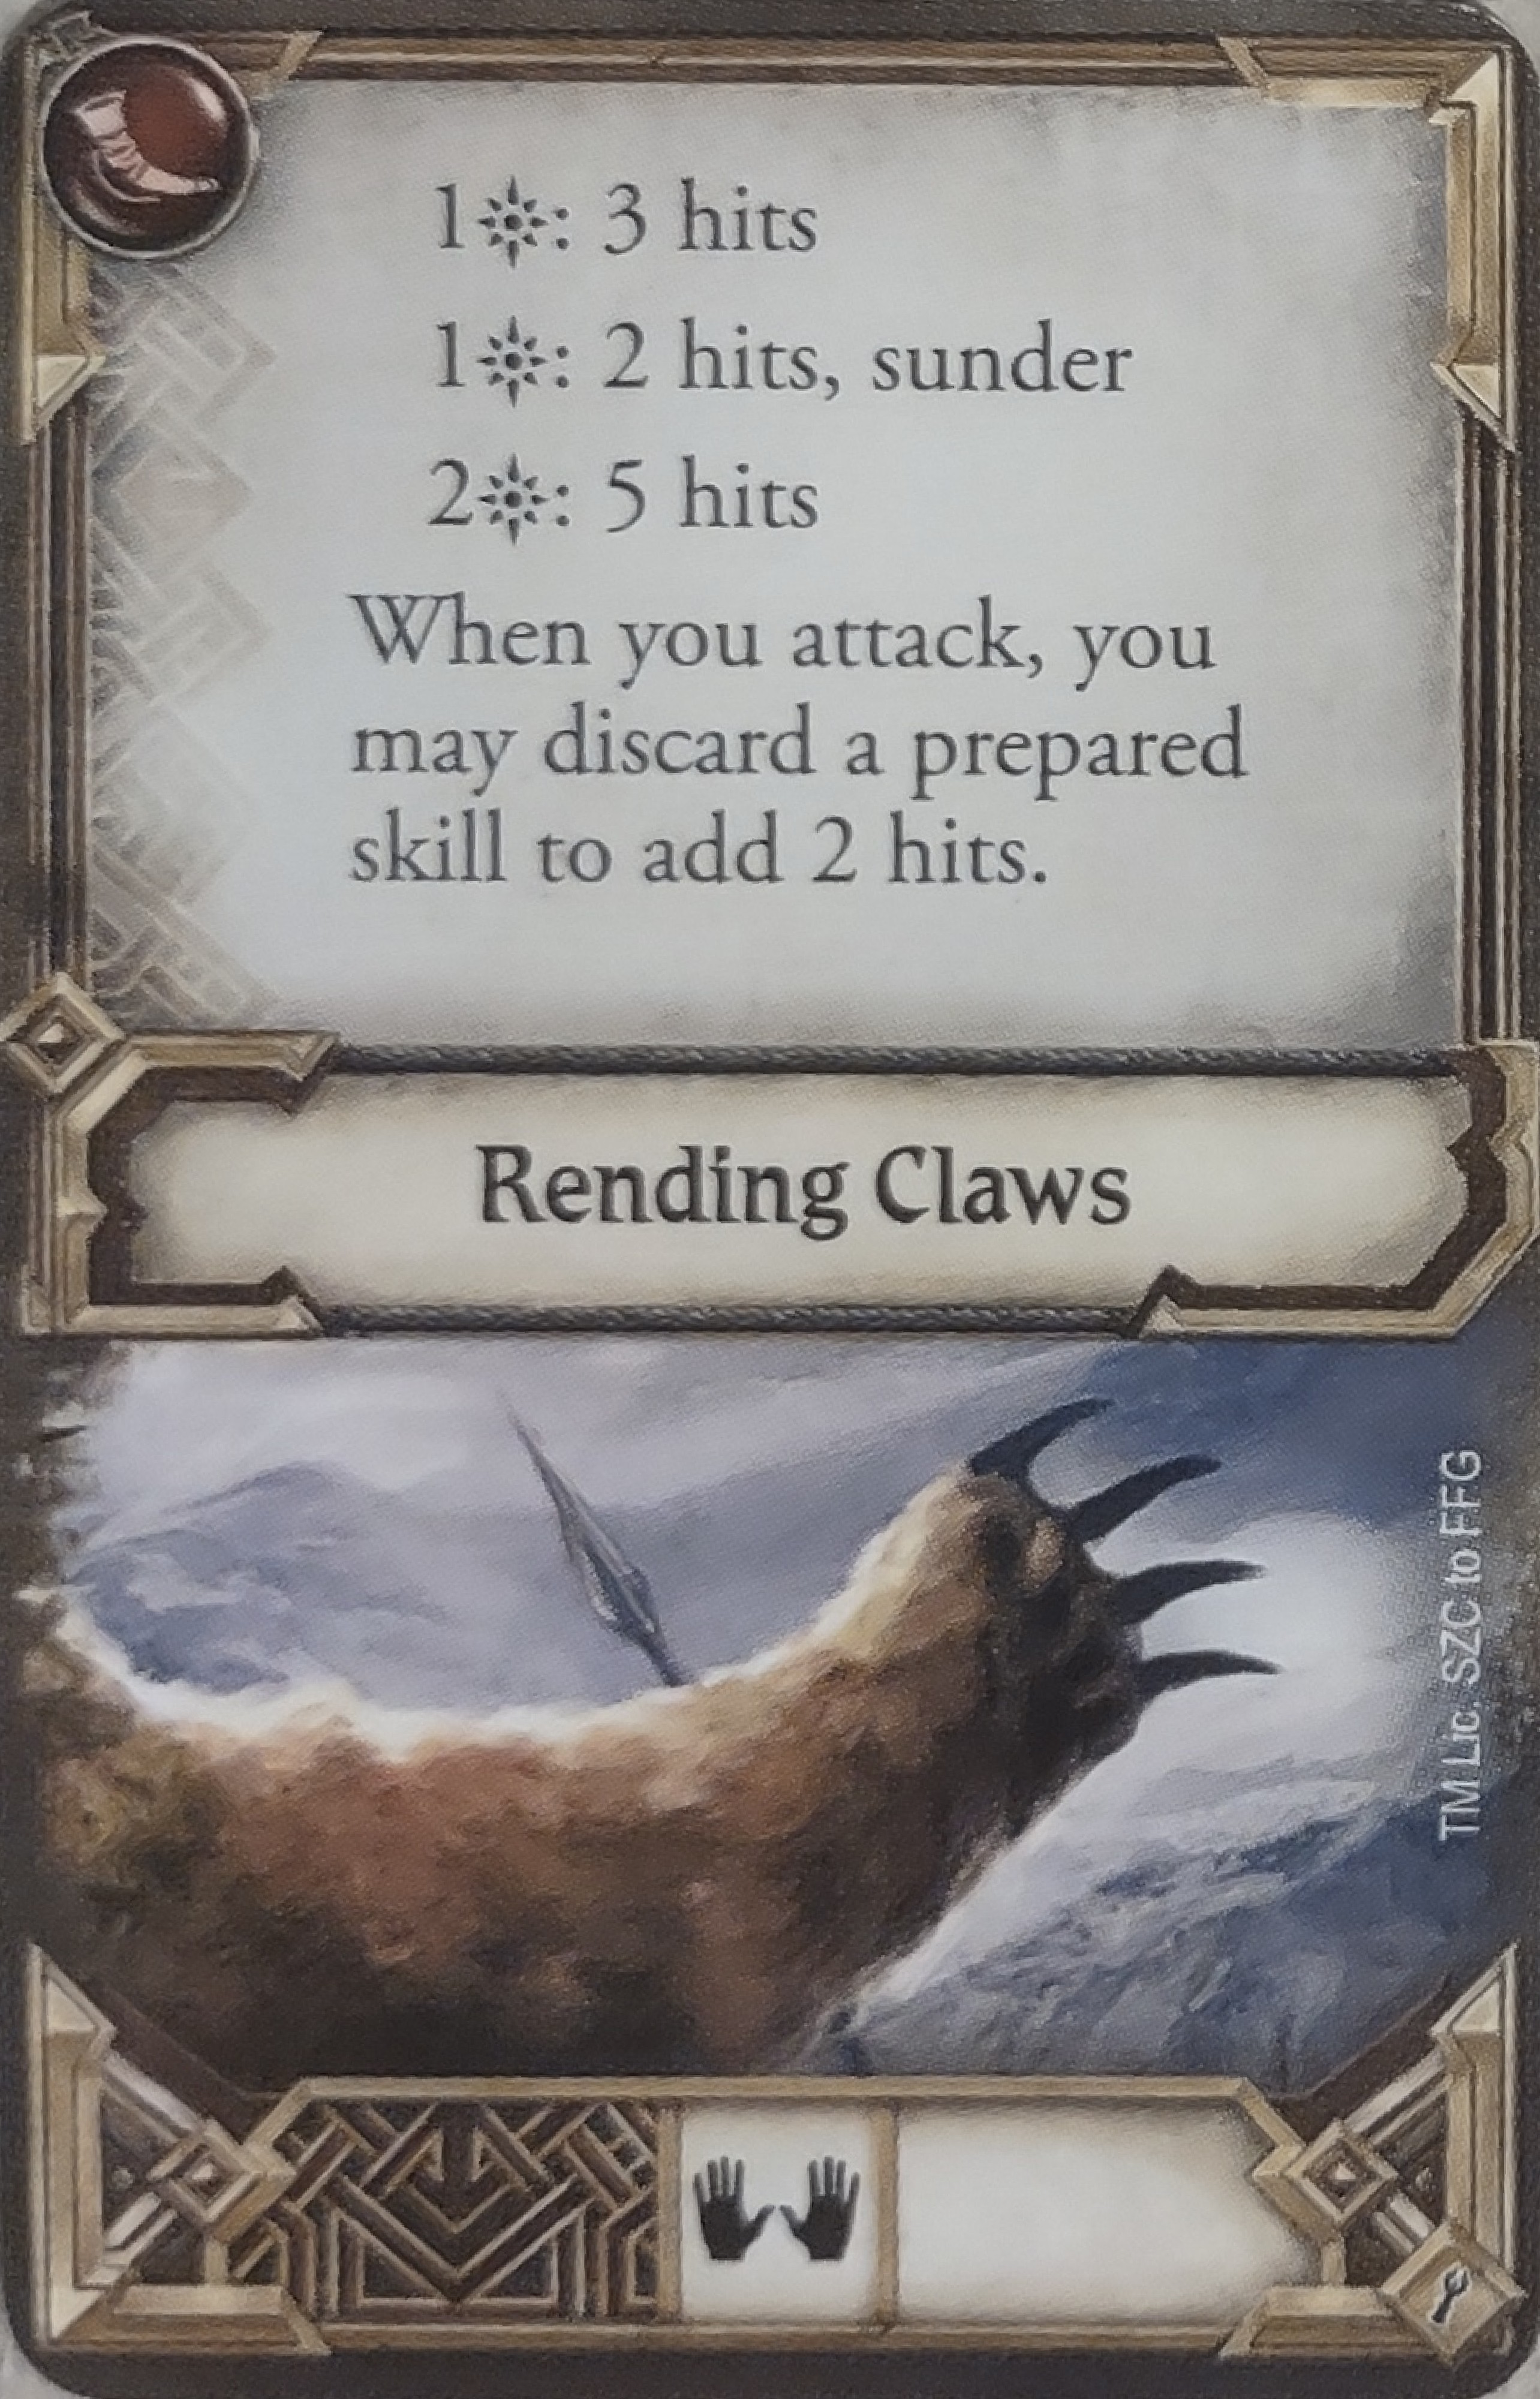 1✷: 3 hits
1✷: 2 hits, sunder
2✷: 5 hits
When you attack, you
may discard a prepared
skill to add 2 hits.
Rending Claws
TM Lic. SZC to FFG